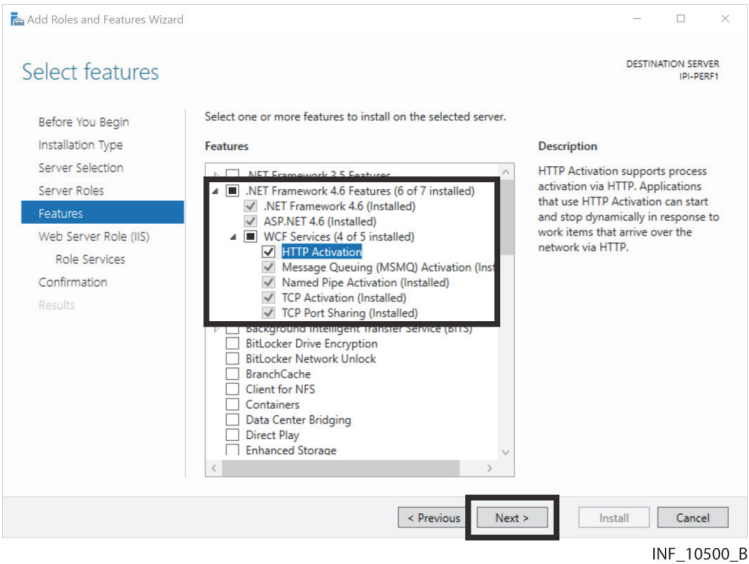 Add Roles and Features Wizard
Select features
DESTINATION SERVER
IPI-PERF1
Before You Begin
Installation Type
Server Selection
Server Roles
Features
Web Server Role (IIS)
Role Services
Confirmation
Results
Select one or more features to install on the selected server.
Features
.NET Framework 3.5 Features
.NET Framework 4.6 Features (6 of 7 installed)
.NET Framework 4.6 (Installed)
ASP.NET 4.6 (Installed)
WCF Services (4 of 5 installed)
HTTP Activation
Message Queuing (MSMQ) Activation (Inst
Named Pipe Activation (Installed)
TCP Activation (Installed)
TCP Port Sharing (Installed)
Background Intelligent Transfer Service (BITS)
BitLocker Drive Encryption
BitLocker Network Unlock
BranchCache
Client for NFS
Containers
Data Center Bridging
Direct Play
Enhanced Storage
Description
HTTP Activation supports process
activation via HTTP. Applications
that use HTTP Activation can start
and stop dynamically in response to
work items that arrive over the
network via HTTP.
< Previous
Next >
Install
Cancel
INF_10500_B